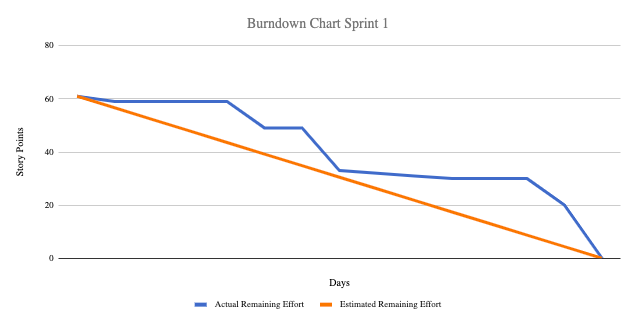 Burndown Chart Sprint 1
80
60
40
20
0
Story Points
Days
Actual Remaining Effort
Estimated Remaining Effort